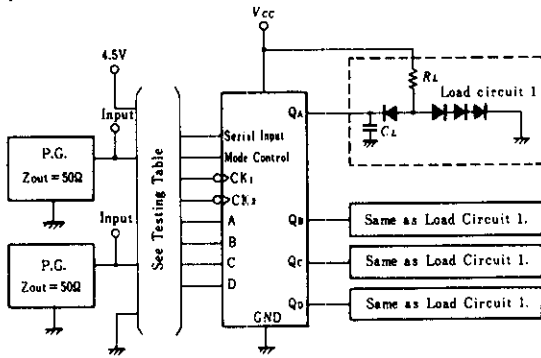 VCC
4.5V
Input
RL
Load circuit 1
QA
CL
P.G.
Zout = 50Ω
Serial Input
Mode Control
CK1
CK2
A
B
C
D
See Testing Table
Input
P.G.
Zout = 50Ω
QB
Same as Load Circuit 1.
QC
Same as Load Circuit 1.
QD
Same as Load Circuit 1.
GND